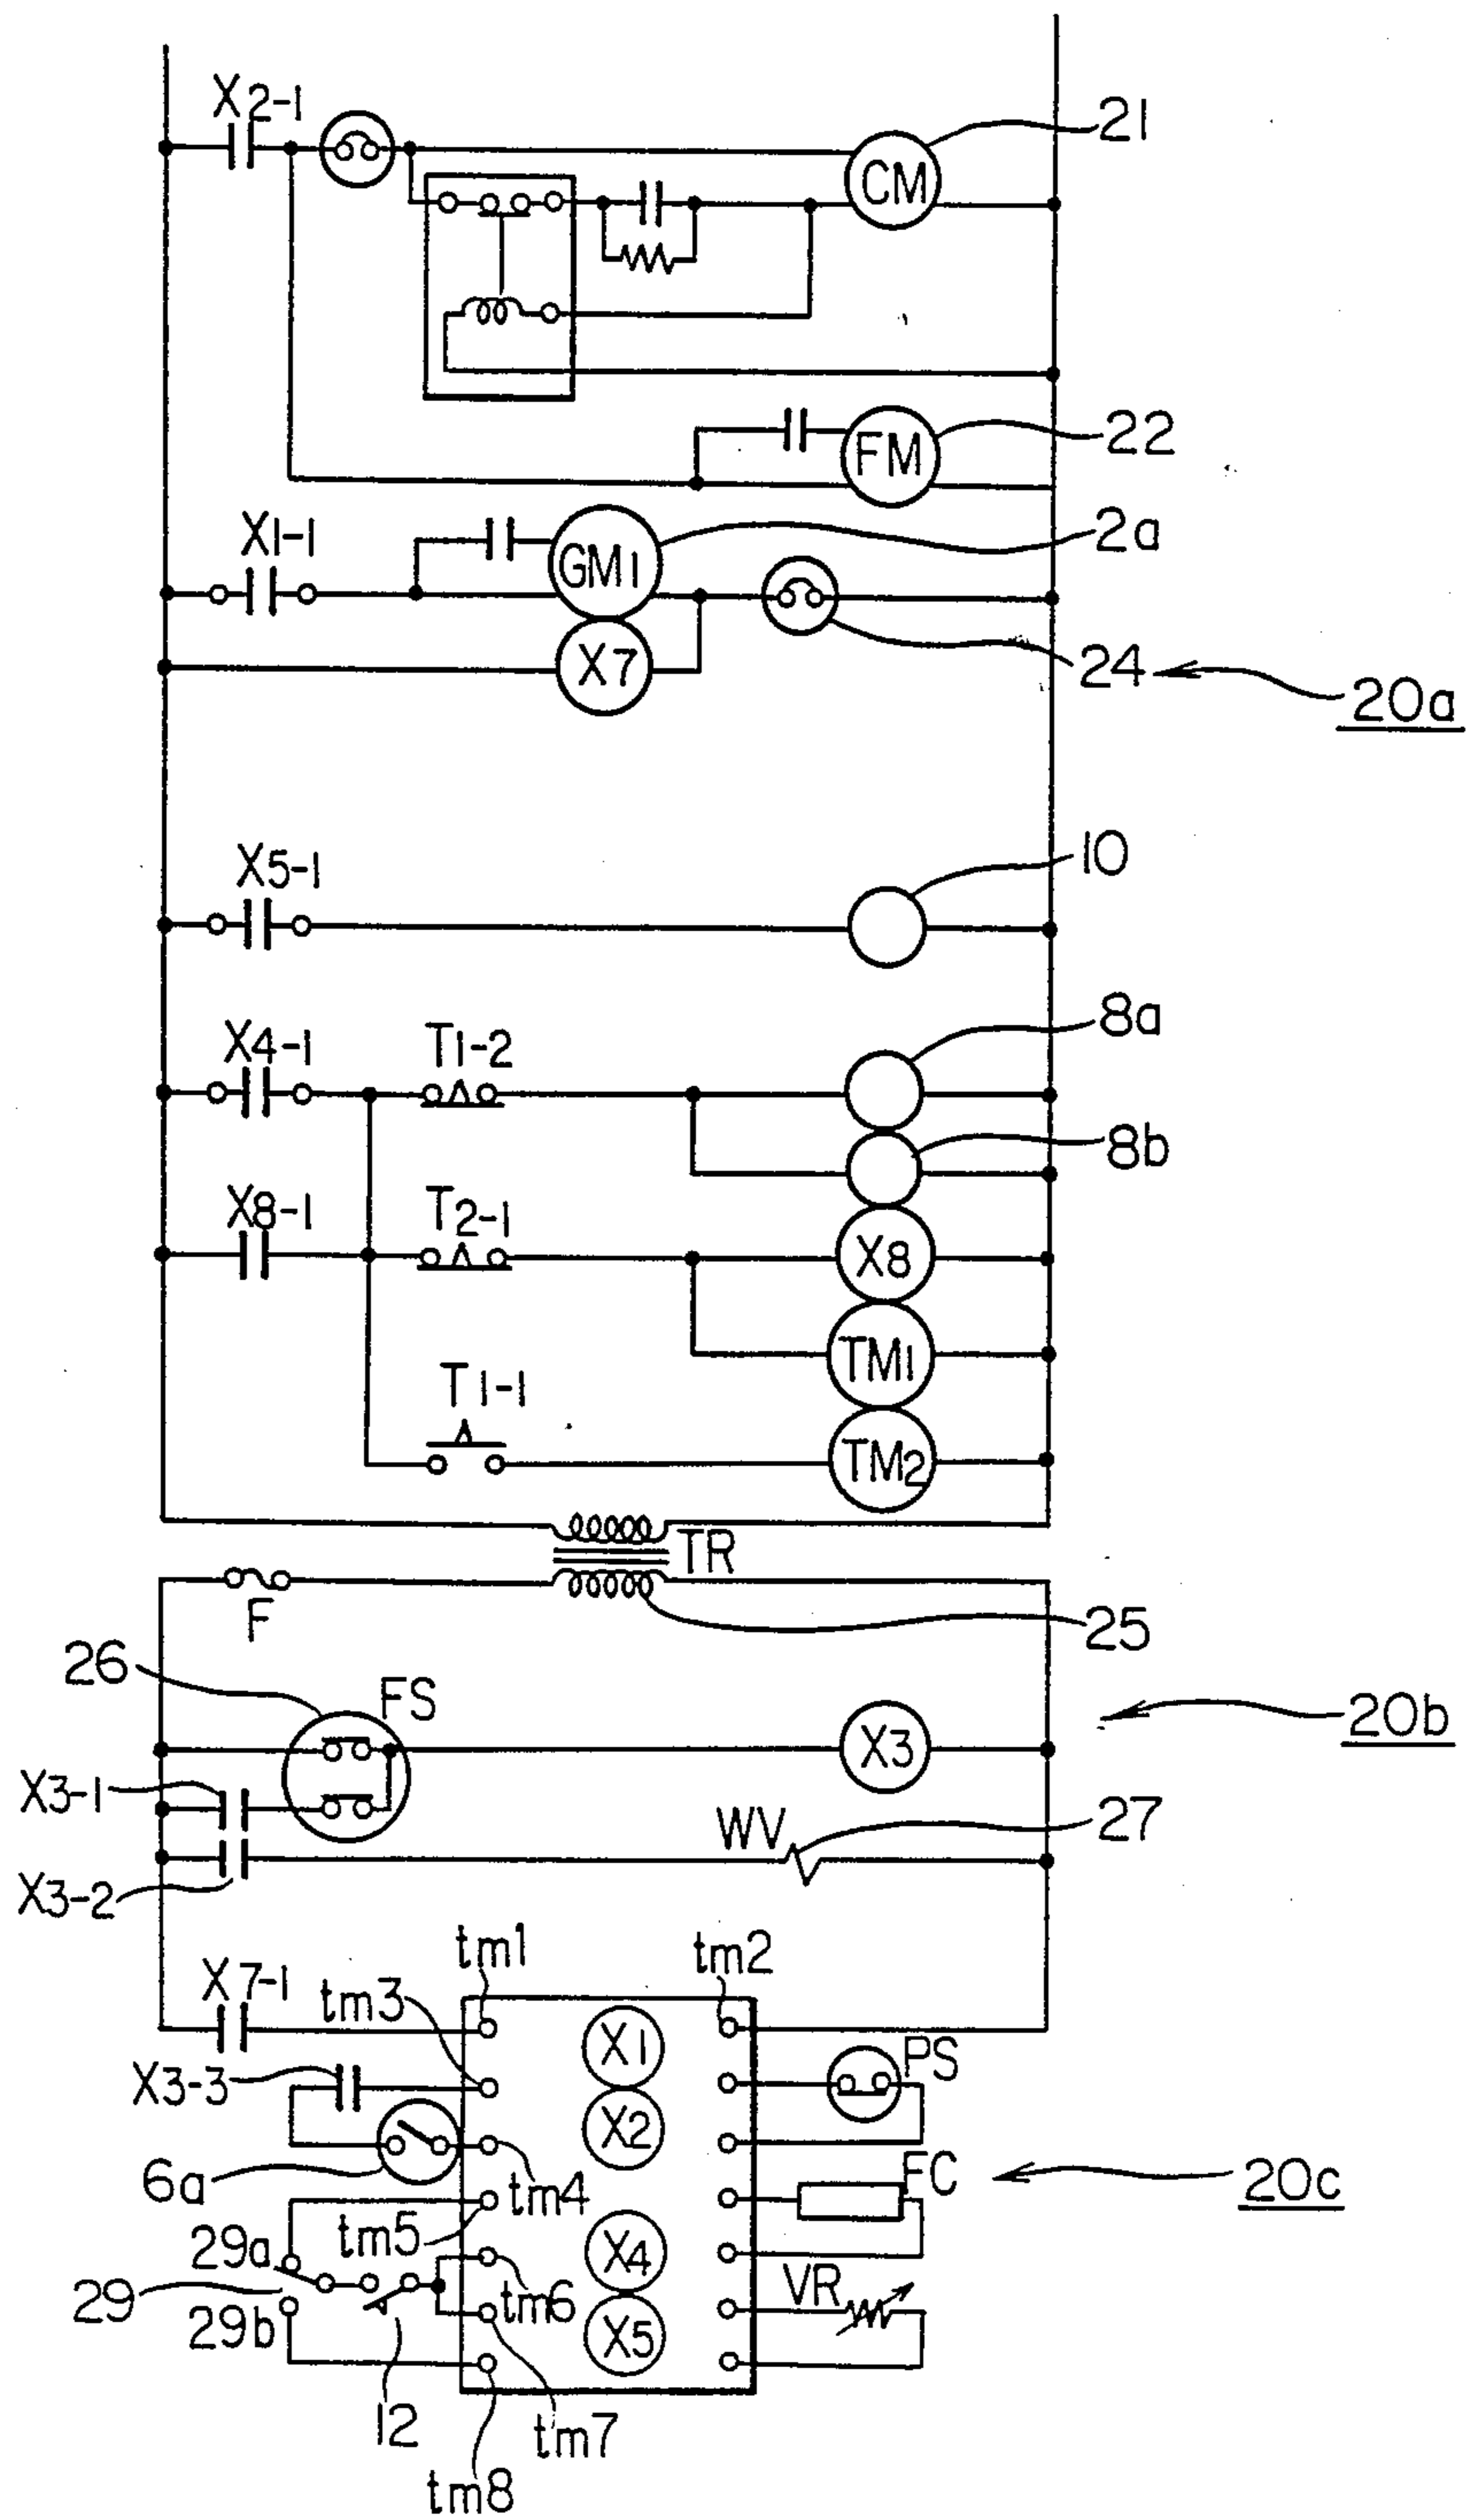 X2-1
21
CM
22
FM
X1-1
2a
GM1
X7
24
20a
X5-1
10
X4-1
T1-2
8a
8b
X8-1
T2-1
X8
TM1
T1-1
TM2
TR
F
25
26
FS
20b
X3
X3-1
WV
27
X3-2
tm1
tm2
X7-1
tm3
X1
PS
X3-3
X2
6a
tm4
FC
20c
tm5
29a
X4
VR
29
tm6
29b
X5
12
tm7
tm8